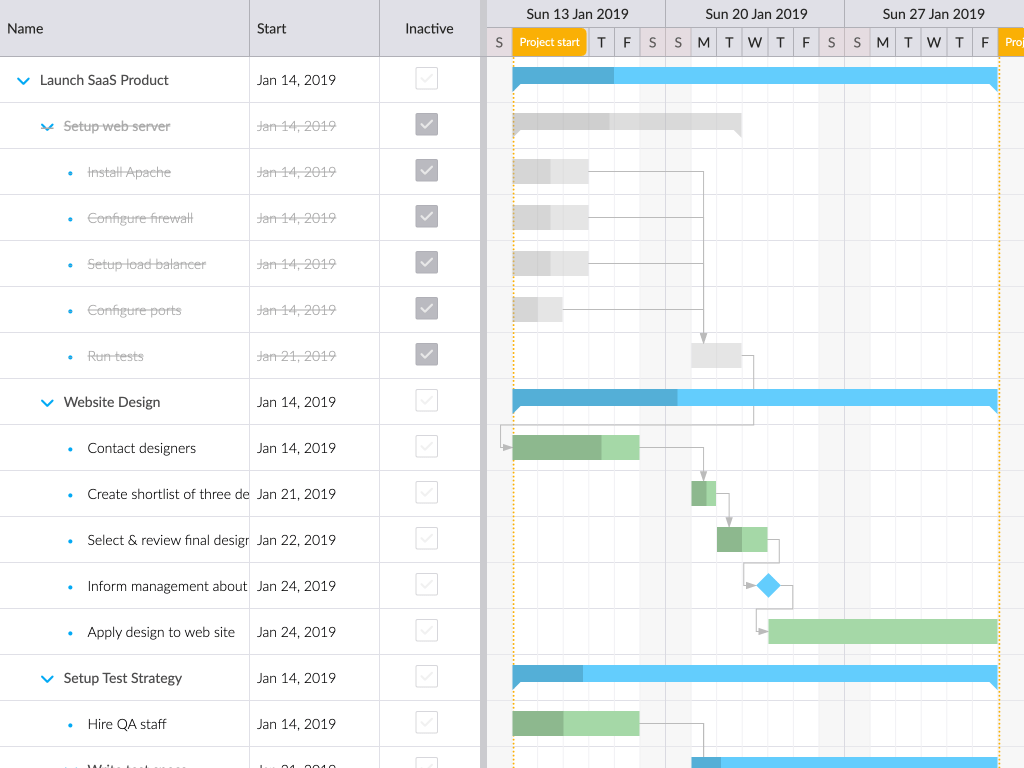 Name Start Inactive Sun 13 Jan 2019 Sun 20 Jan 2019 Sun 27 Jan 2019
S Project start T F S S M T W T F S S M T W T F Proj
Launch SaaS Product Jan 14, 2019
Setup web server Jan 14, 2019
Install Apache Jan 14, 2019
Configure firewall Jan 14, 2019
Setup load balancer Jan 14, 2019
Configure ports Jan 14, 2019
Run tests Jan 21, 2019
Website Design Jan 14, 2019
Contact designers Jan 14, 2019
Create shortlist of three de Jan 21, 2019
Select & review final desigr Jan 22, 2019
Inform management about Jan 24, 2019
Apply design to web site Jan 24, 2019
Setup Test Strategy Jan 14, 2019
Hire QA staff Jan 14, 2019